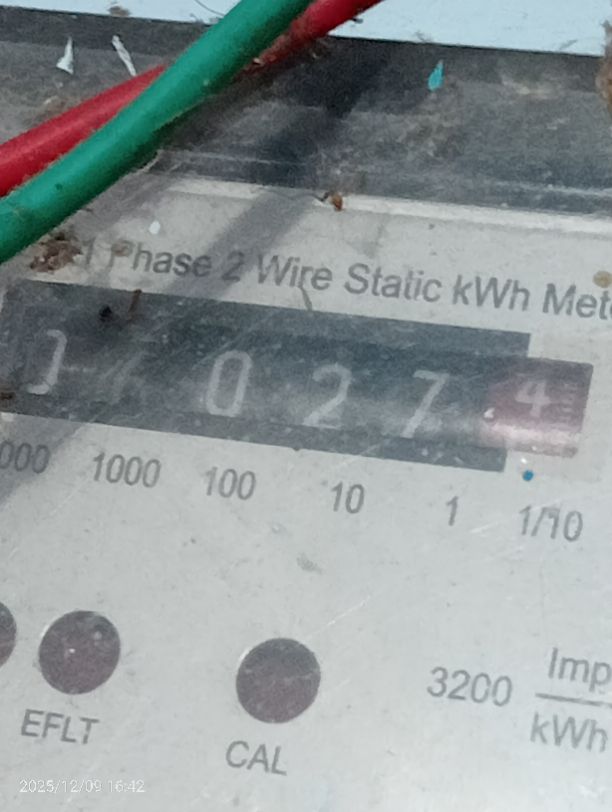 1 Phase 2 Wire Static kWh
0 2 7 4
000 1000 100 10 1 1/10
3200 Imp
kWh
EFLT
CAL
2025/12/09 16:42